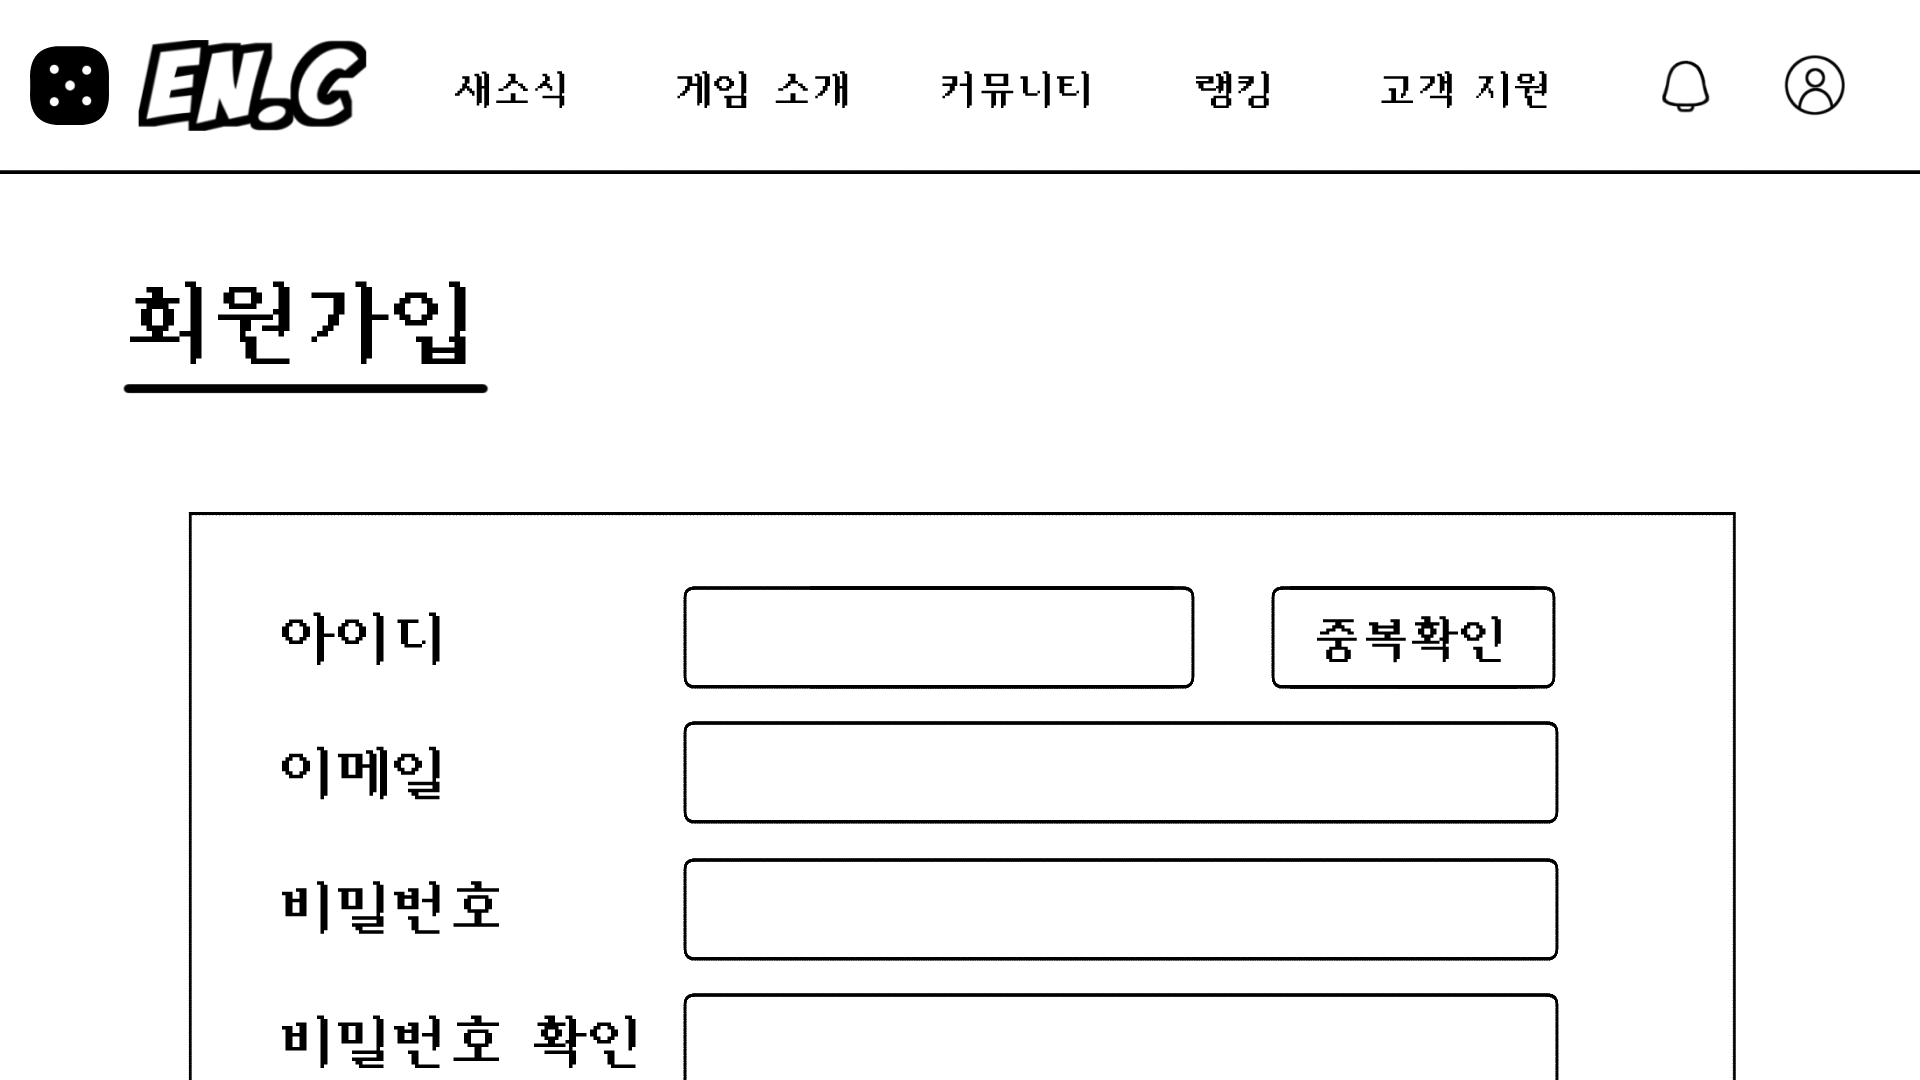 EN.C 새소식 게임 소개 커뮤니티 랭킹 고객 지원
회원가입
아이디 중복확인
이메일
비밀번호
비밀번호 확인